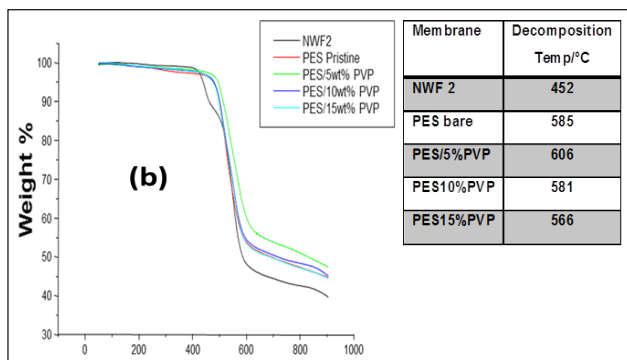 NWF2
PES Pristine
PES/5wt% PVP
PES/10wt% PVP
PES/15wt% PVP
100
90
80
70
60
50
40
30
Weight %
(b)
0
200
400
600
800
1000
Membrane Decomposition
Temp/°C
NWF 2 452
PES bare 585
PES/5%PVP 606
PES10%PVP 581
PES15%PVP 566